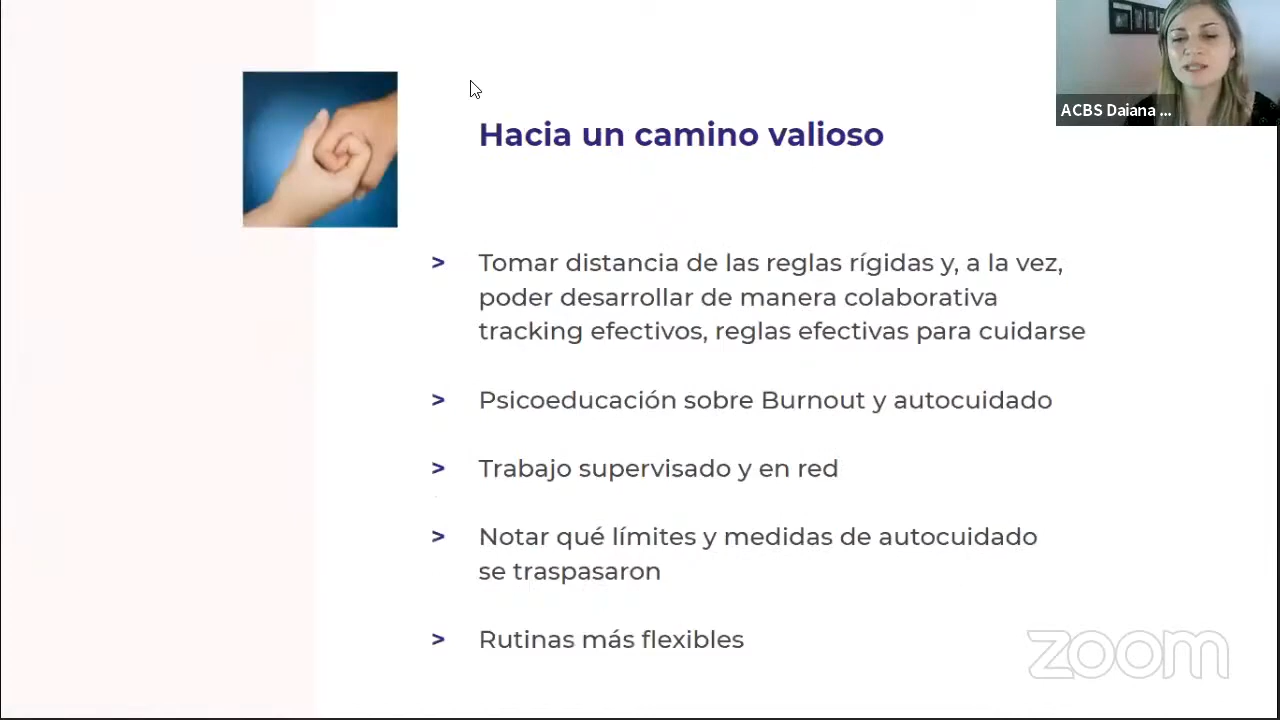 ACBS Daiana ...
Hacia un camino valioso
> Tomar distancia de las reglas rígidas y, a la vez,
poder desarrollar de manera colaborativa
tracking efectivos, reglas efectivas para cuidarse
> Psicoeducación sobre Burnout y autocuidado
> Trabajo supervisado y en red
> Notar qué límites y medidas de autocuidado
se traspasaron
> Rutinas más flexibles
zoom